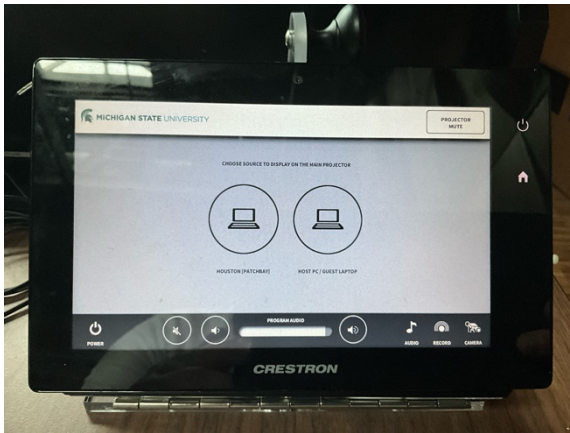 MICHIGAN STATE UNIVERSITY
PROJECTOR
MUTE
CHOOSE SOURCE TO DISPLAY ON THE MAIN PROJECTOR
HOUSTON (PATCHBAY)
HOST PC / GUEST LAPTOP
PROGRAM AUDIO
POWER
AUDIO
RECORD
CAMERA
CRESTRON